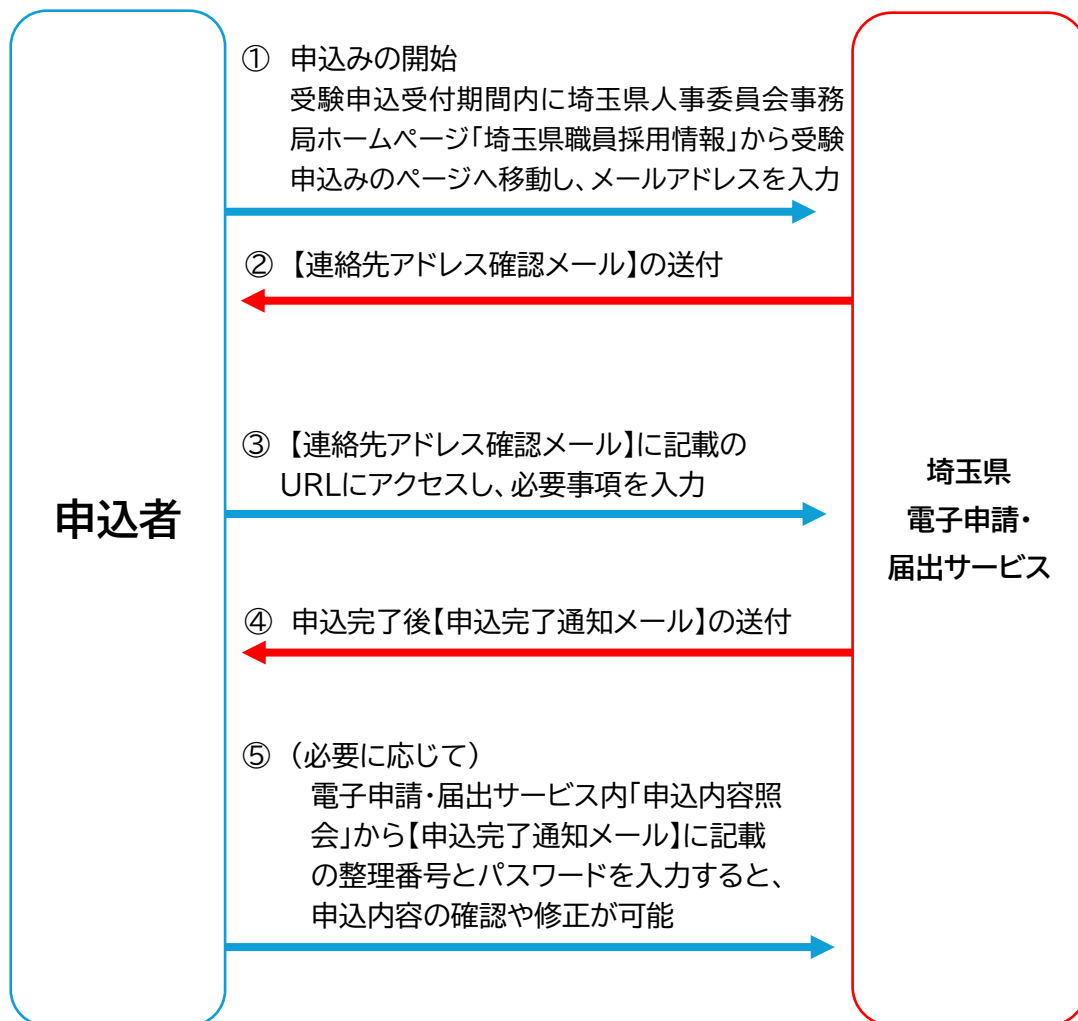 ① 申込みの開始
受験申込受付期間内に埼玉県人事委員会事務
局ホームページ「埼玉県職員採用情報」から受験
申込みのページへ移動し、メールアドレスを入力
②【連絡先アドレス確認メール】の送付
③【連絡先アドレス確認メール】に記載の
URLにアクセスし、必要事項を入力
申込者
埼玉県
電子申請・
届出サービス
④ 申込完了後【申込完了通知メール】の送付
⑤（必要に応じて）
電子申請・届出サービス内「申込内容照
会」から【申込完了通知メール】に記載
の整理番号とパスワードを入力すると、
申込内容の確認や修正が可能